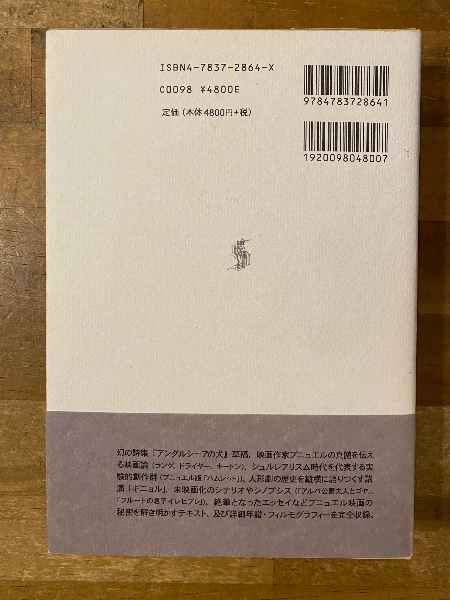 ISBN4-7837-2864-X
C0098 ¥4800E
定価（本体4800円+税）
9784783728641
1920098048007
幻の詩集『アンダルシーアの犬』草稿、映画作家ブニュエルの真髄を伝え
る映画論（ラング、ドライヤー、キートン）、シュルレアリスム時代を代表する実
験的創作群（ブニュエル版「ハムレット」）、人形劇の歴史を縦横に語りつくす講
演「ギニョル」、未映画化のシナリオやシノプシス（「アルバ公爵夫人とゴヤ」、
「フルートの息子イレヒブレ」）、絶筆となったエッセイなどブニュエル映画の
秘密を解き明かすテキスト、及び詳細年譜・フィルモグラフィーを完全収録。